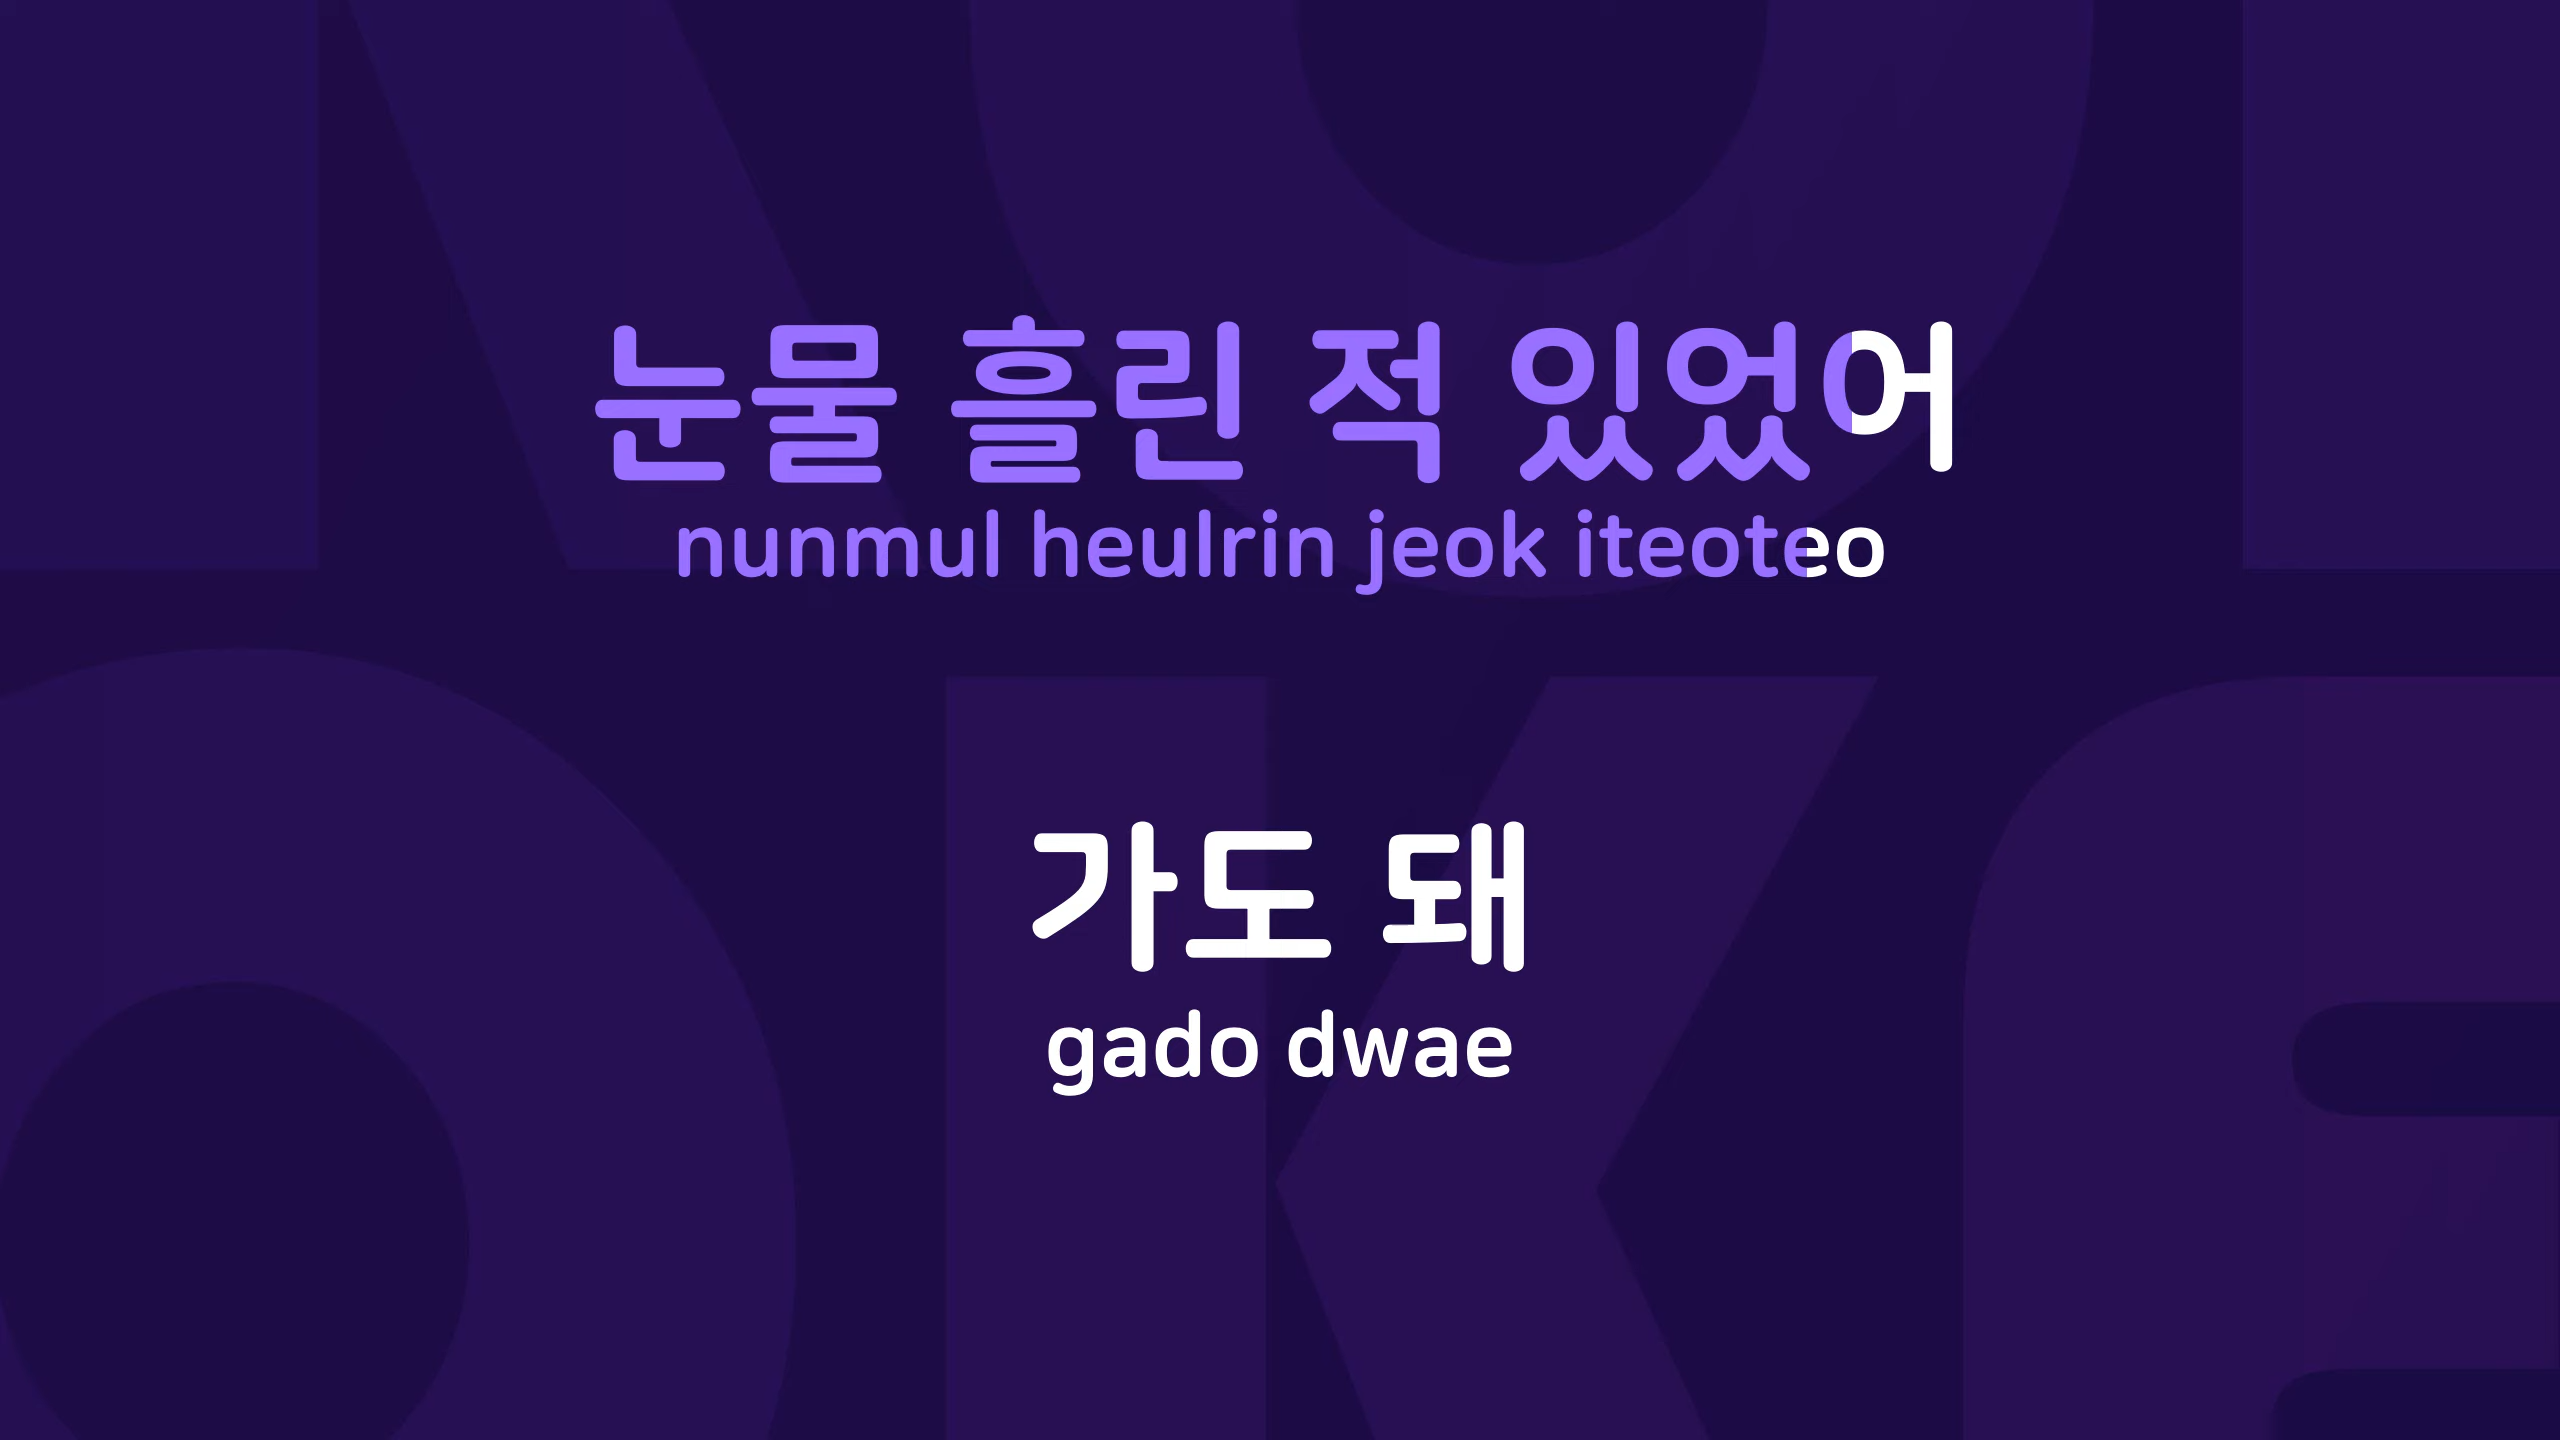 눈물 흘린 적 있었어
nunmul heulrin jeok iteoteo
가도 돼
gado dwae